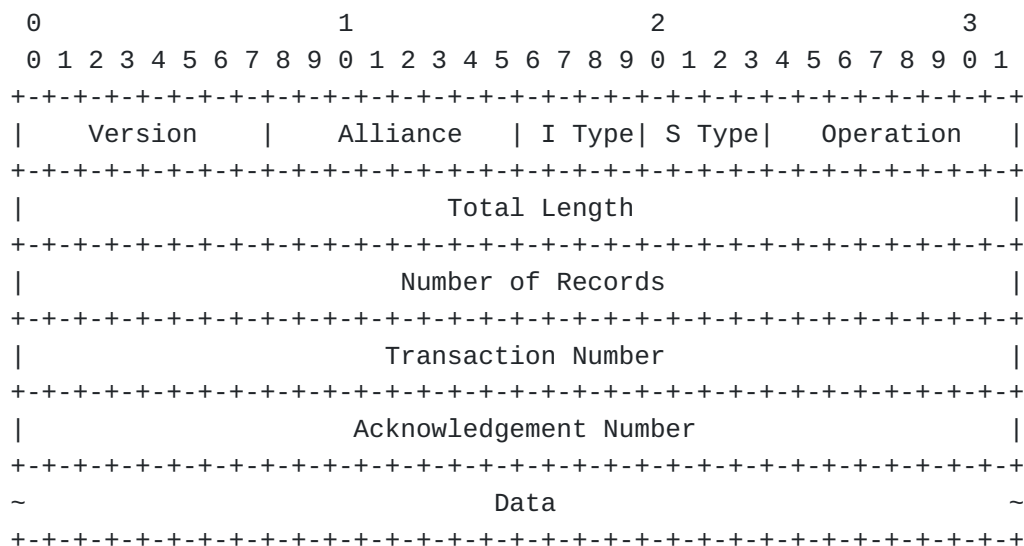 0                   1                   2                   3
 0 1 2 3 4 5 6 7 8 9 0 1 2 3 4 5 6 7 8 9 0 1 2 3 4 5 6 7 8 9 0 1
+-+-+-+-+-+-+-+-+-+-+-+-+-+-+-+-+-+-+-+-+-+-+-+-+-+-+-+-+-+-+-+-+
|    Version    |    Alliance   | I Type| S Type|   Operation   |
+-+-+-+-+-+-+-+-+-+-+-+-+-+-+-+-+-+-+-+-+-+-+-+-+-+-+-+-+-+-+-+-+
|                           Total Length                        |
+-+-+-+-+-+-+-+-+-+-+-+-+-+-+-+-+-+-+-+-+-+-+-+-+-+-+-+-+-+-+-+-+
|                        Number of Records                      |
+-+-+-+-+-+-+-+-+-+-+-+-+-+-+-+-+-+-+-+-+-+-+-+-+-+-+-+-+-+-+-+-+
|                       Transaction Number                      |
+-+-+-+-+-+-+-+-+-+-+-+-+-+-+-+-+-+-+-+-+-+-+-+-+-+-+-+-+-+-+-+-+
|                     Acknowledgement Number                    |
+-+-+-+-+-+-+-+-+-+-+-+-+-+-+-+-+-+-+-+-+-+-+-+-+-+-+-+-+-+-+-+-+
~                              Data                             ~
+-+-+-+-+-+-+-+-+-+-+-+-+-+-+-+-+-+-+-+-+-+-+-+-+-+-+-+-+-+-+-+-+